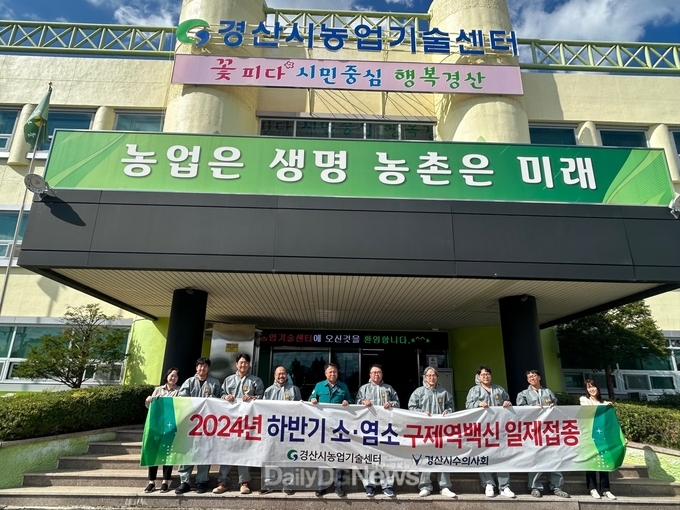 경산시농업기술센터
꽃피다 시민중심 행복경산
농업은 생명 농촌은 미래
업기술센터에 오신것을 환영합니다.*^^*
2024년 하반기 소·염소 구제역백신 일제접종
경산시농업기술센터 경산시수의사회
DailyDGNews